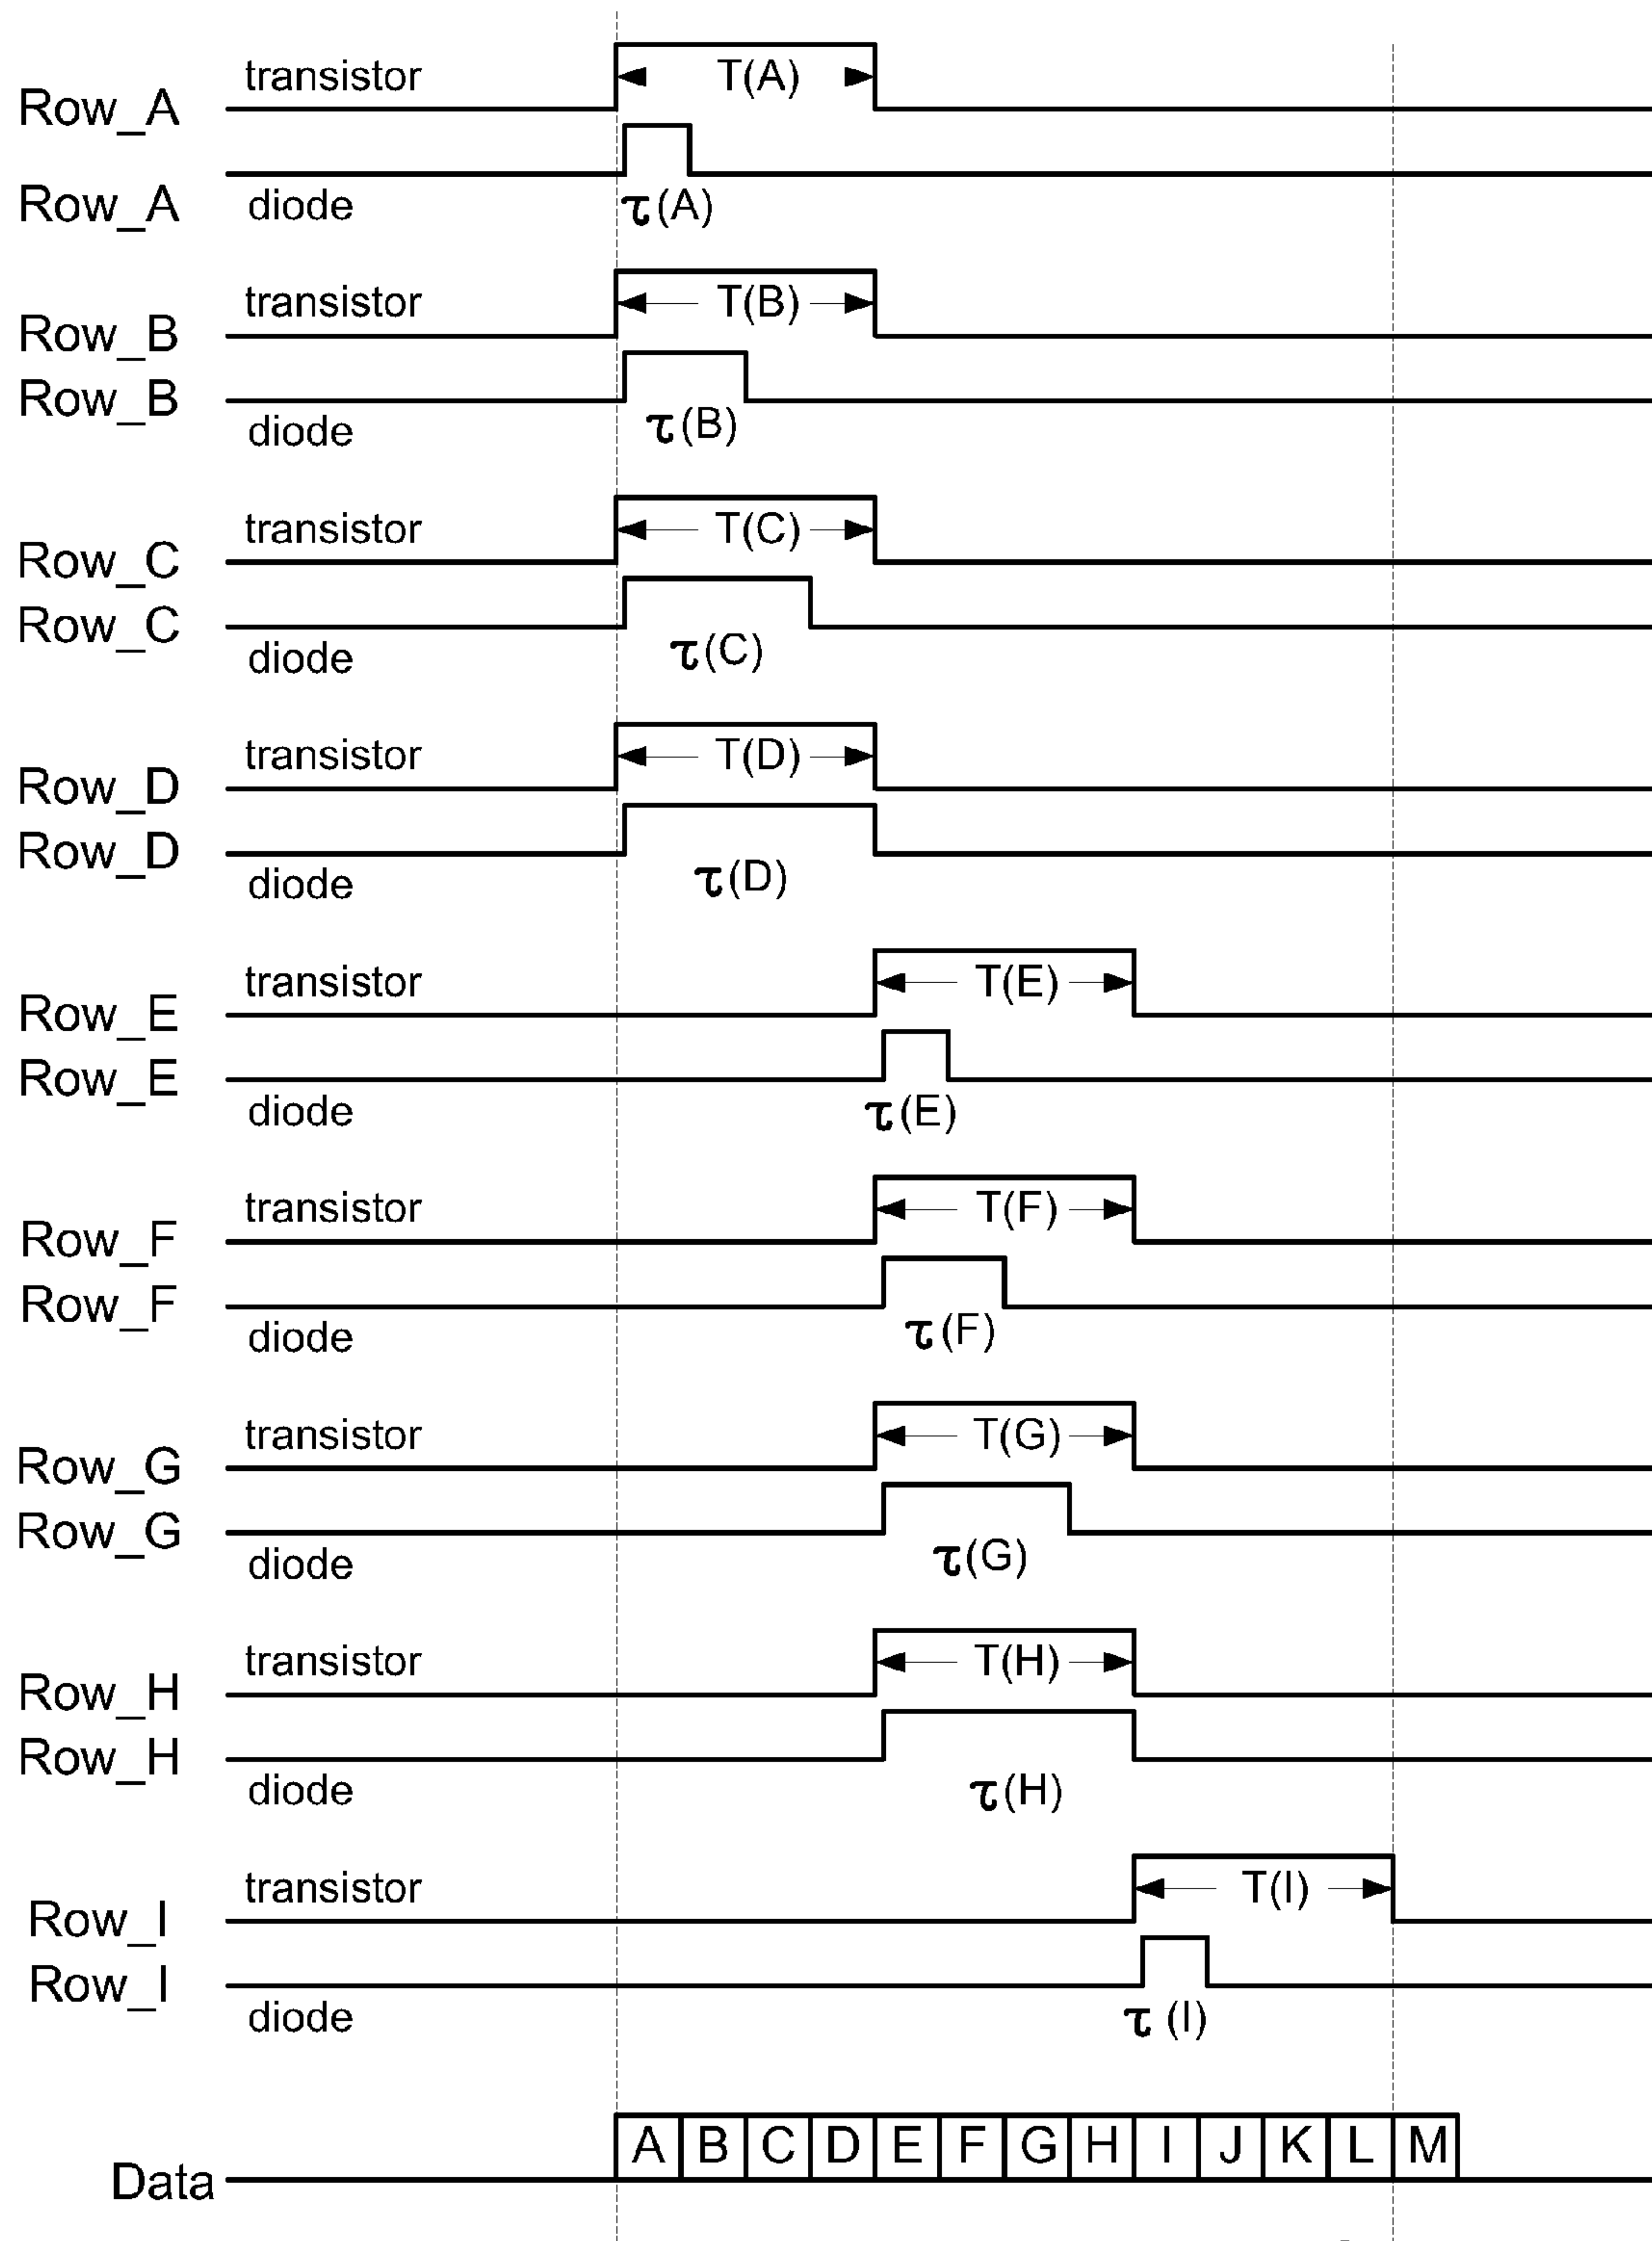 transistor T(A)
Row_A
Row_A diode τ(A)
transistor T(B)
Row_B
Row_B
diode τ(B)
transistor T(C)
Row_C
Row_C
diode τ(C)
transistor T(D)
Row_D
Row_D
diode τ(D)
transistor T(E)
Row_E
Row_E
diode τ(E)
transistor T(F)
Row_F
Row_F
diode τ(F)
transistor T(G)
Row_G
Row_G
diode τ(G)
transistor T(H)
Row_H
Row_H
diode τ(H)
transistor T(I)
Row_I
Row_I
diode τ (I)
A B C D E F G H I J K L M
Data